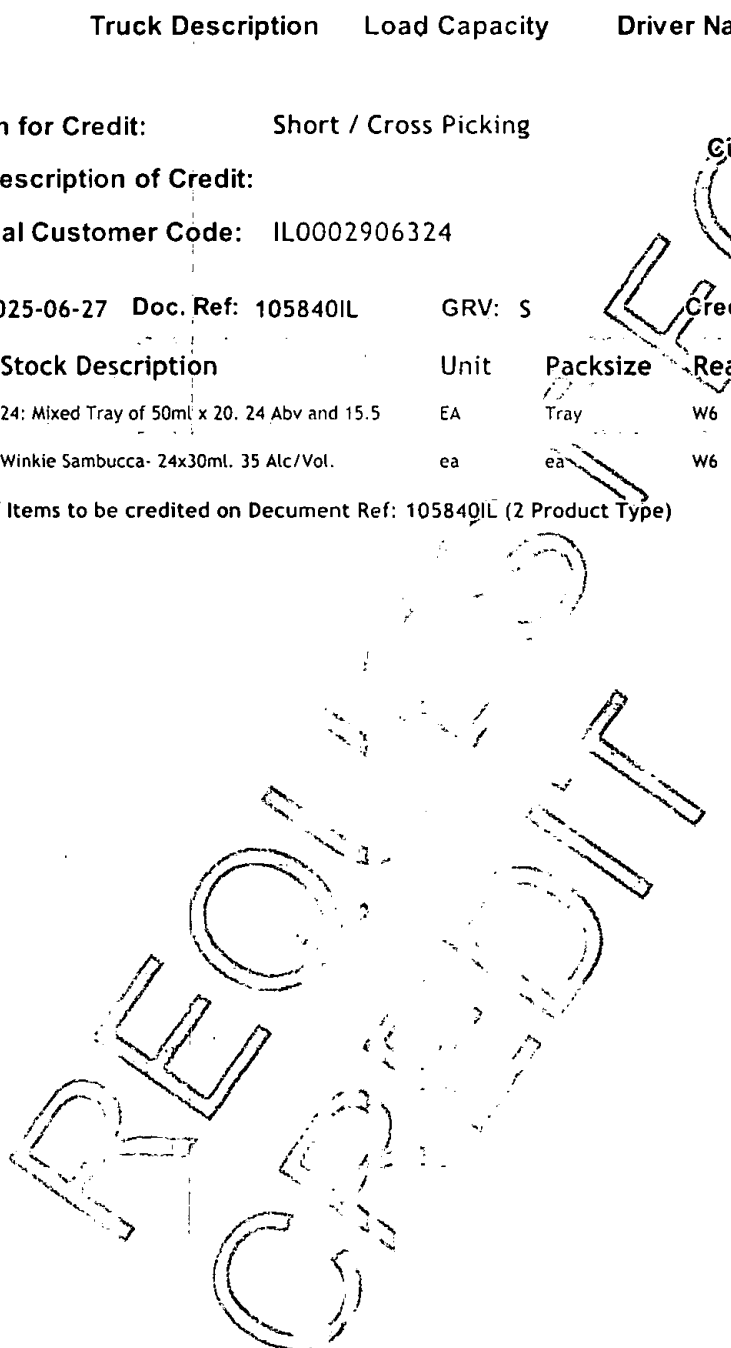 Truck Description Load Capacity Driver Na
n for Credit: Short / Cross Picking
escription of Credit:
al Customer Code: IL0002906324
025-06-27 Doc. Ref: 105840IL GRV: S Cred
Stock Description Unit Packsize Rea
24: Mixed Tray of 50ml x 20. 24 Abv and 15.5 EA Tray W6
Winkie Sambucca- 24x30ml. 35 Alc/Vol. ea ea W6
Items to be credited on Decument Ref: 105840IL (2 Product Type)
CREDIT